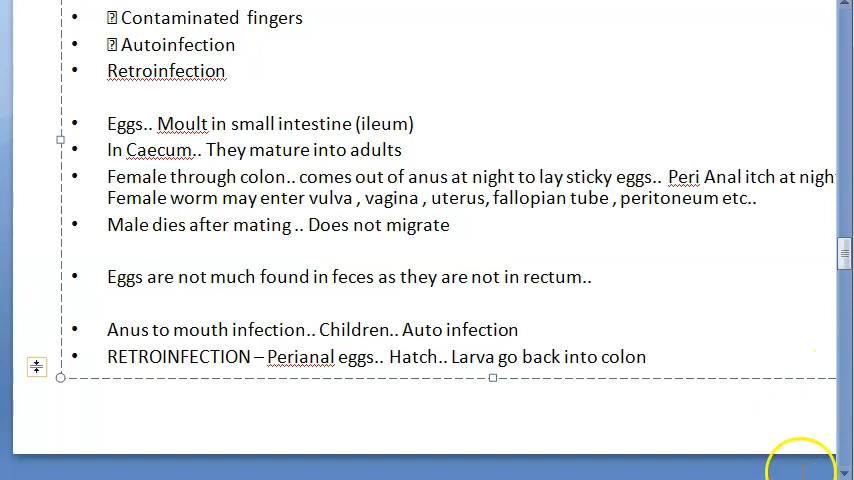 • Contaminated fingers
• Autoinfection
• Retroinfection
• Eggs.. Moult in small intestine (ileum)
• In Caecum.. They mature into adults
• Female through colon.. comes out of anus at night to lay sticky eggs.. Peri Anal itch at nigh
Female worm may enter vulva , vagina , uterus, fallopian tube , peritoneum etc..
• Male dies after mating .. Does not migrate
• Eggs are not much found in feces as they are not in rectum..
• Anus to mouth infection.. Children.. Auto infection
• RETROINFECTION – Perianal eggs.. Hatch.. Larva go back into colon